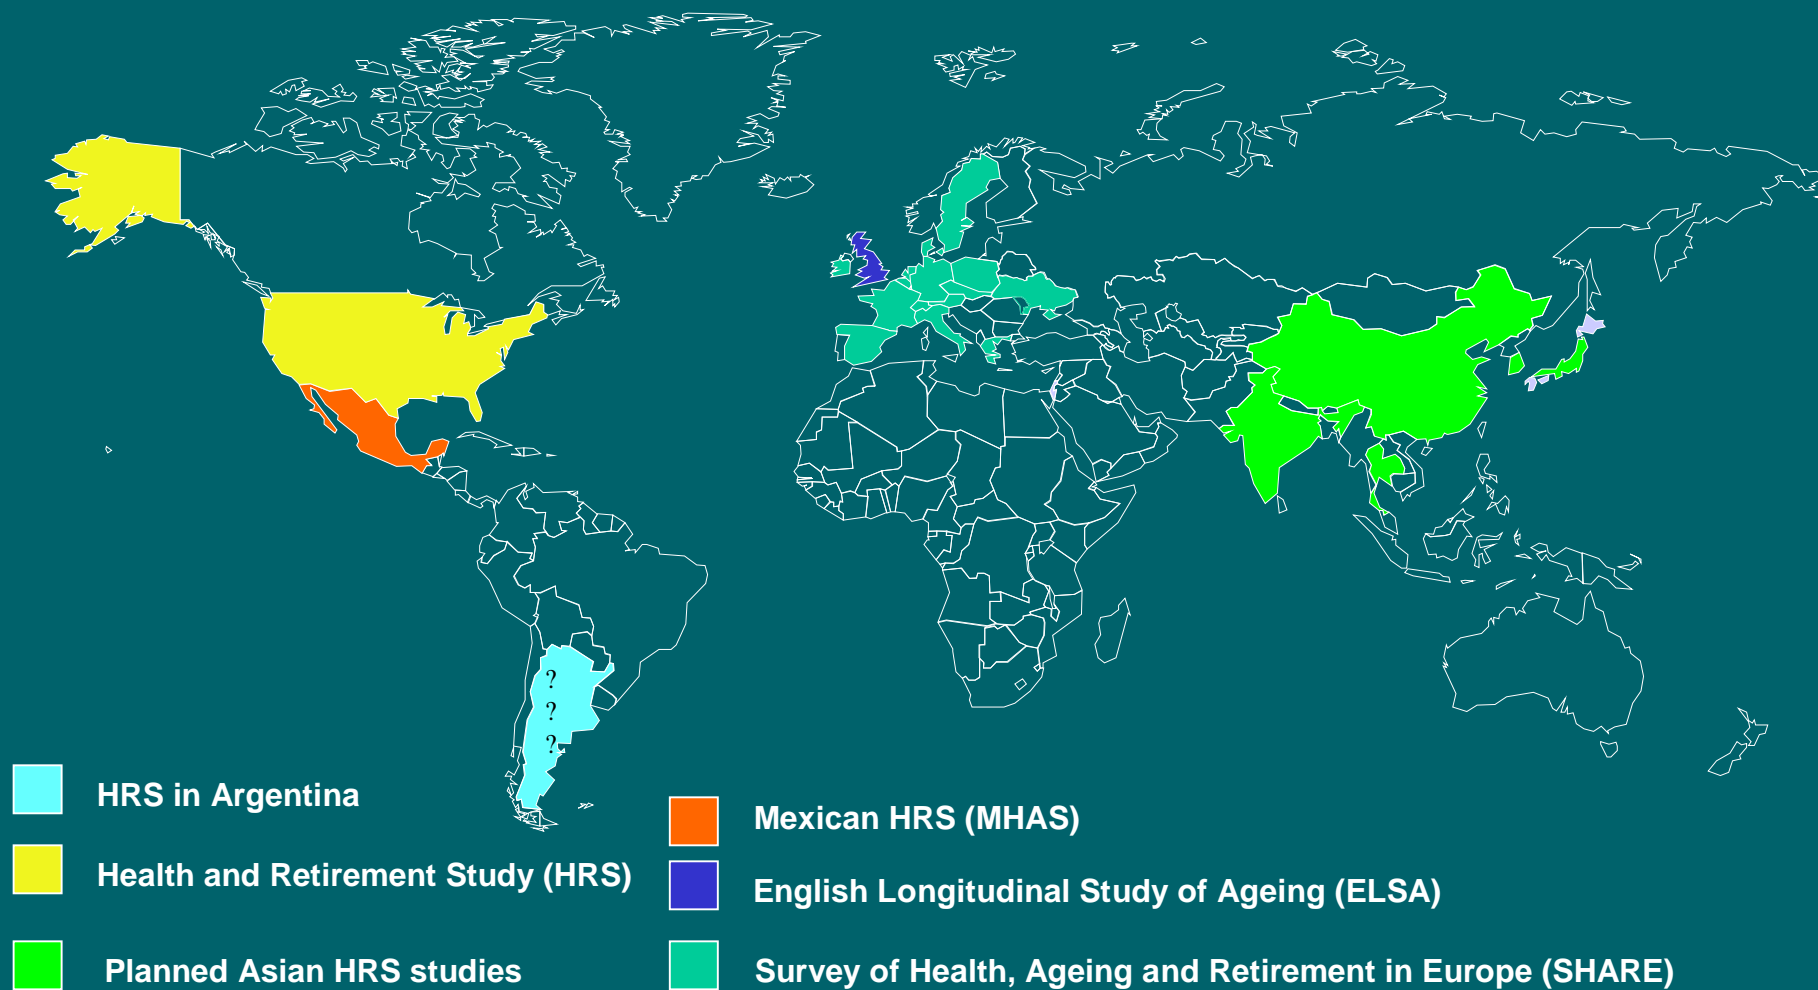 ?
?
?
HRS in Argentina
Health and Retirement Study (HRS)
Planned Asian HRS studies
Mexican HRS (MHAS)
English Longitudinal Study of Ageing (ELSA)
Survey of Health, Ageing and Retirement in Europe (SHARE)